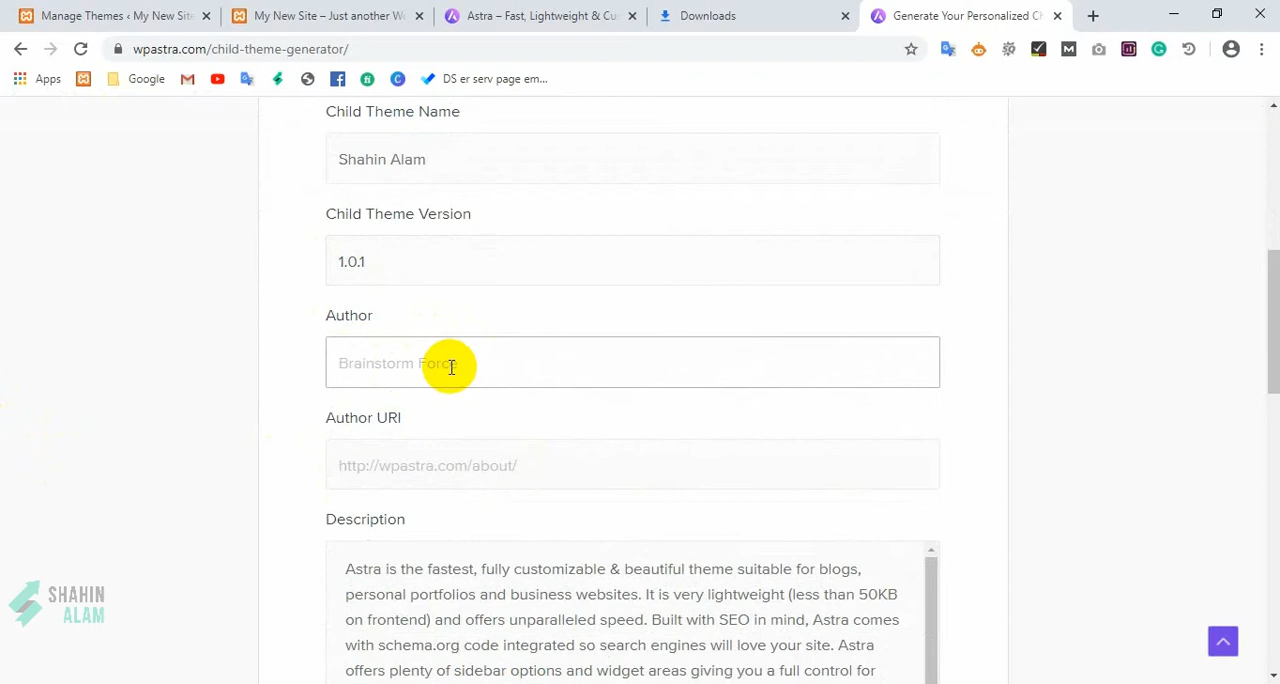 Manage Themes ‹ My New Site
My New Site – Just another W
Astra – Fast, Lightweight & Cu
Downloads
Generate Your Personalized Ch
wpastra.com/child-theme-generator/
Apps
Google
DS er serv page em...
Child Theme Name
Shahin Alam
Child Theme Version
1.0.1
Author
Brainstorm Force
Author URI
http://wpastra.com/about/
Description
Astra is the fastest, fully customizable & beautiful theme suitable for blogs,
personal portfolios and business websites. It is very lightweight (less than 50KB
on frontend) and offers unparalleled speed. Built with SEO in mind, Astra comes
with schema.org code integrated so search engines will love your site. Astra
offers plenty of sidebar options and widget areas giving you a full control for
SHAHIN
ALAM